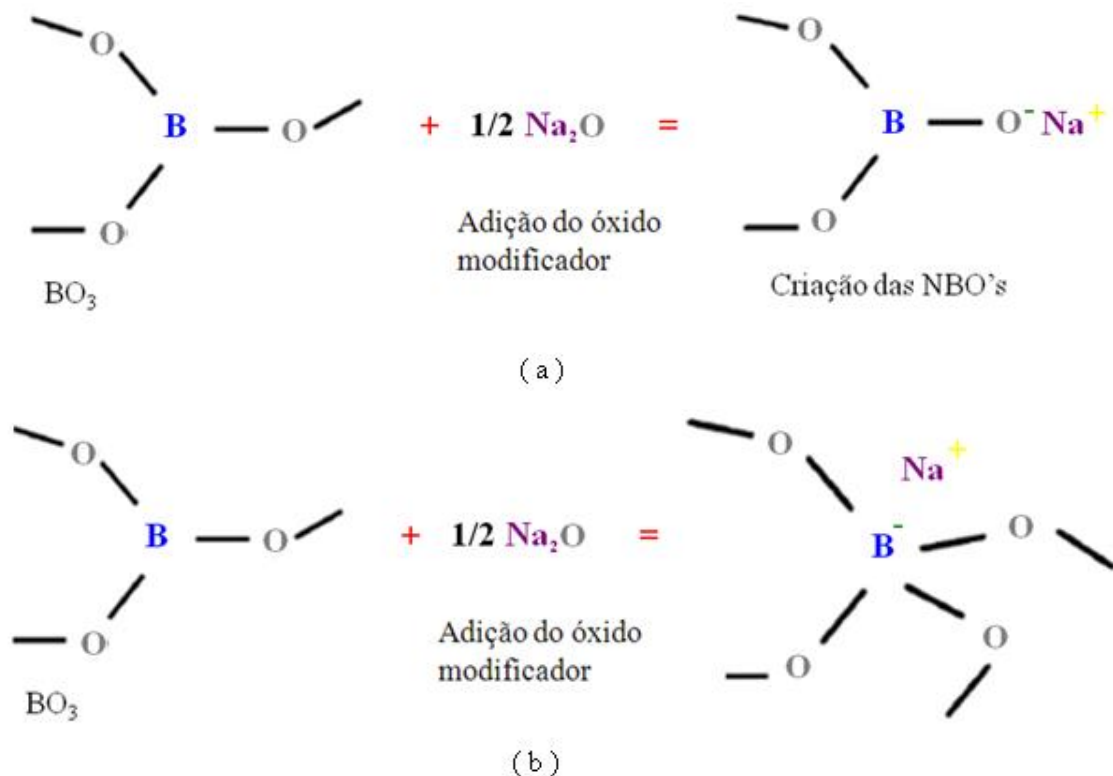 O
O
B O + 1/2 Na₂O = B O⁻ Na⁺
O
O
Adição do óxido
modificador
BO₃
Criação das NBO's
( a )
O
O
Na⁺
B O + 1/2 Na₂O = B⁻ O
O
O
O
Adição do óxido
modificador
BO₃
( b )